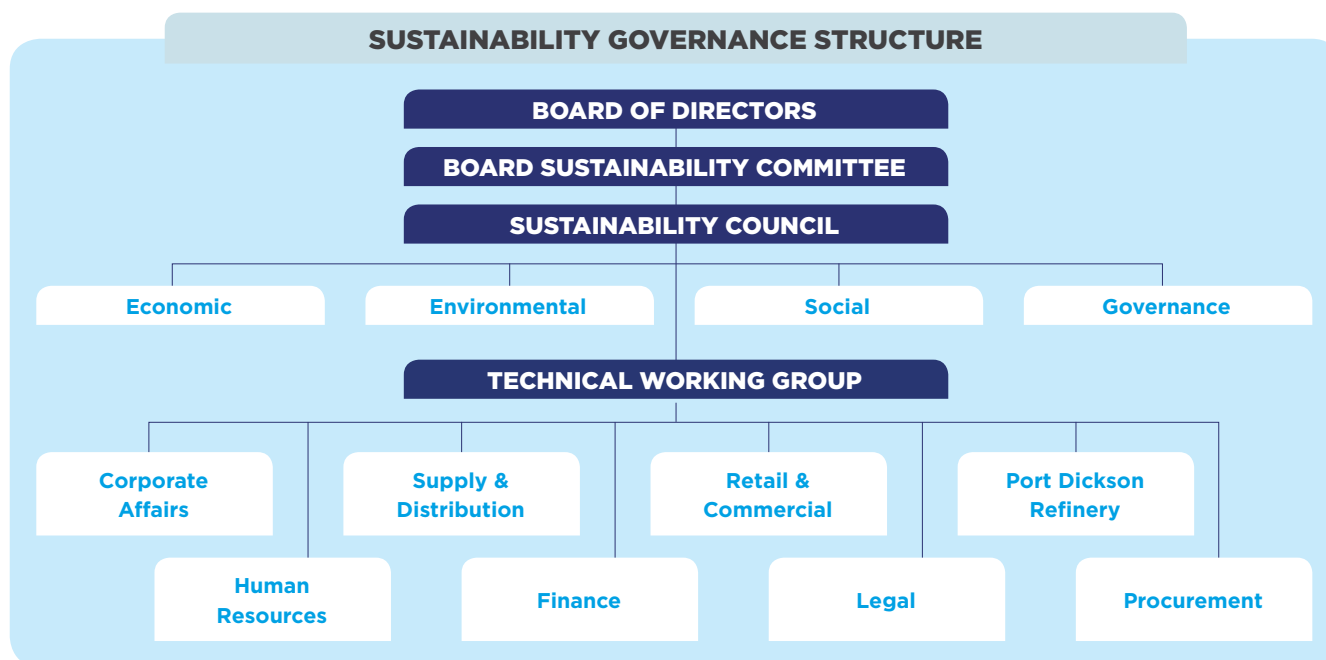 SUSTAINABILITY GOVERNANCE STRUCTURE
BOARD OF DIRECTORS
BOARD SUSTAINABILITY COMMITTEE
SUSTAINABILITY COUNCIL
Economic
Environmental
Social
Governance
TECHNICAL WORKING GROUP
Corporate
Affairs
Supply &
Distribution
Retail &
Commercial
Port Dickson
Refinery
Human
Resources
Finance
Legal
Procurement